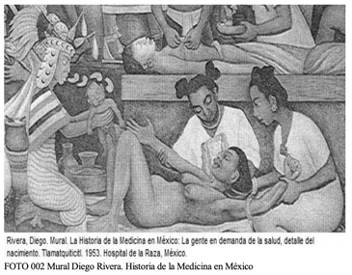 Rivera, Diego. Mural. La Historia de la Medicina en México: La gente en demanda de la salud, detalle del
nacimiento. Tlamatquiticitl. 1953. Hospital de la Raza, México.
FOTO 002 Mural Diego Rivera. Historia de la Medicina en México